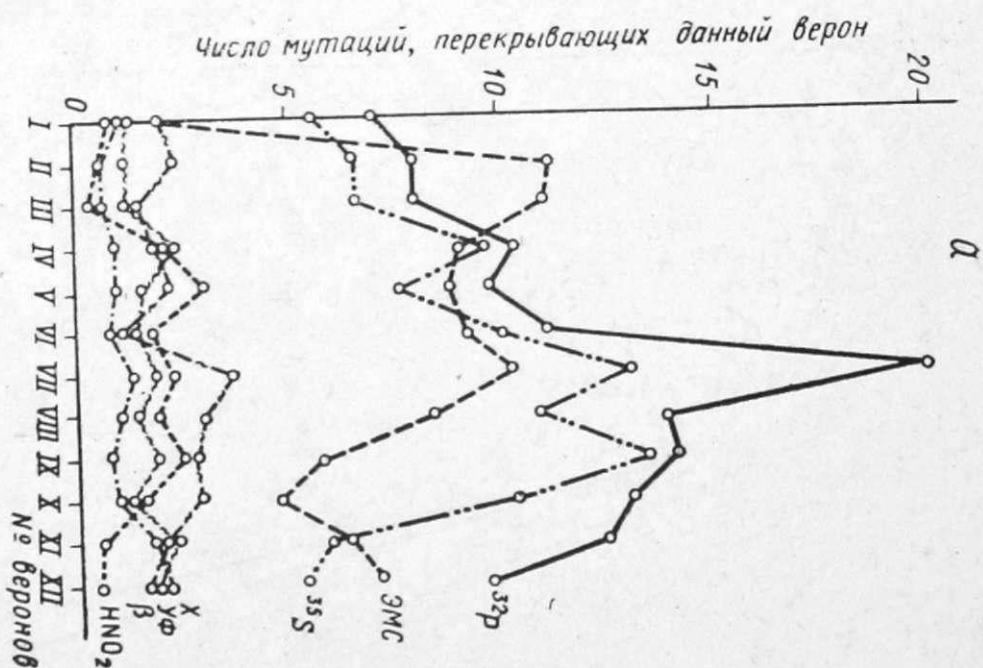 Число мутаций, перекрывающих данный верон
0
5
10
15
20
а
I
II
III
IV
V
VI
VII
VIII
IX
X
XI
XII
№ веронов
HNO2
β
УФ
X
35S
ЭМС
32p